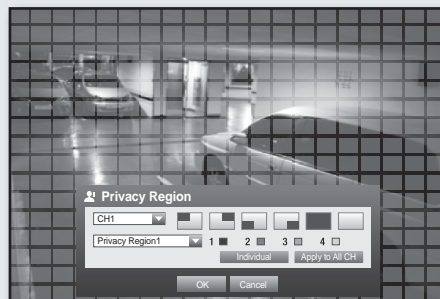 Privacy Region
CH1
Privacy Region1 1 2 3 4
Individual Apply to All CH
OK Cancel